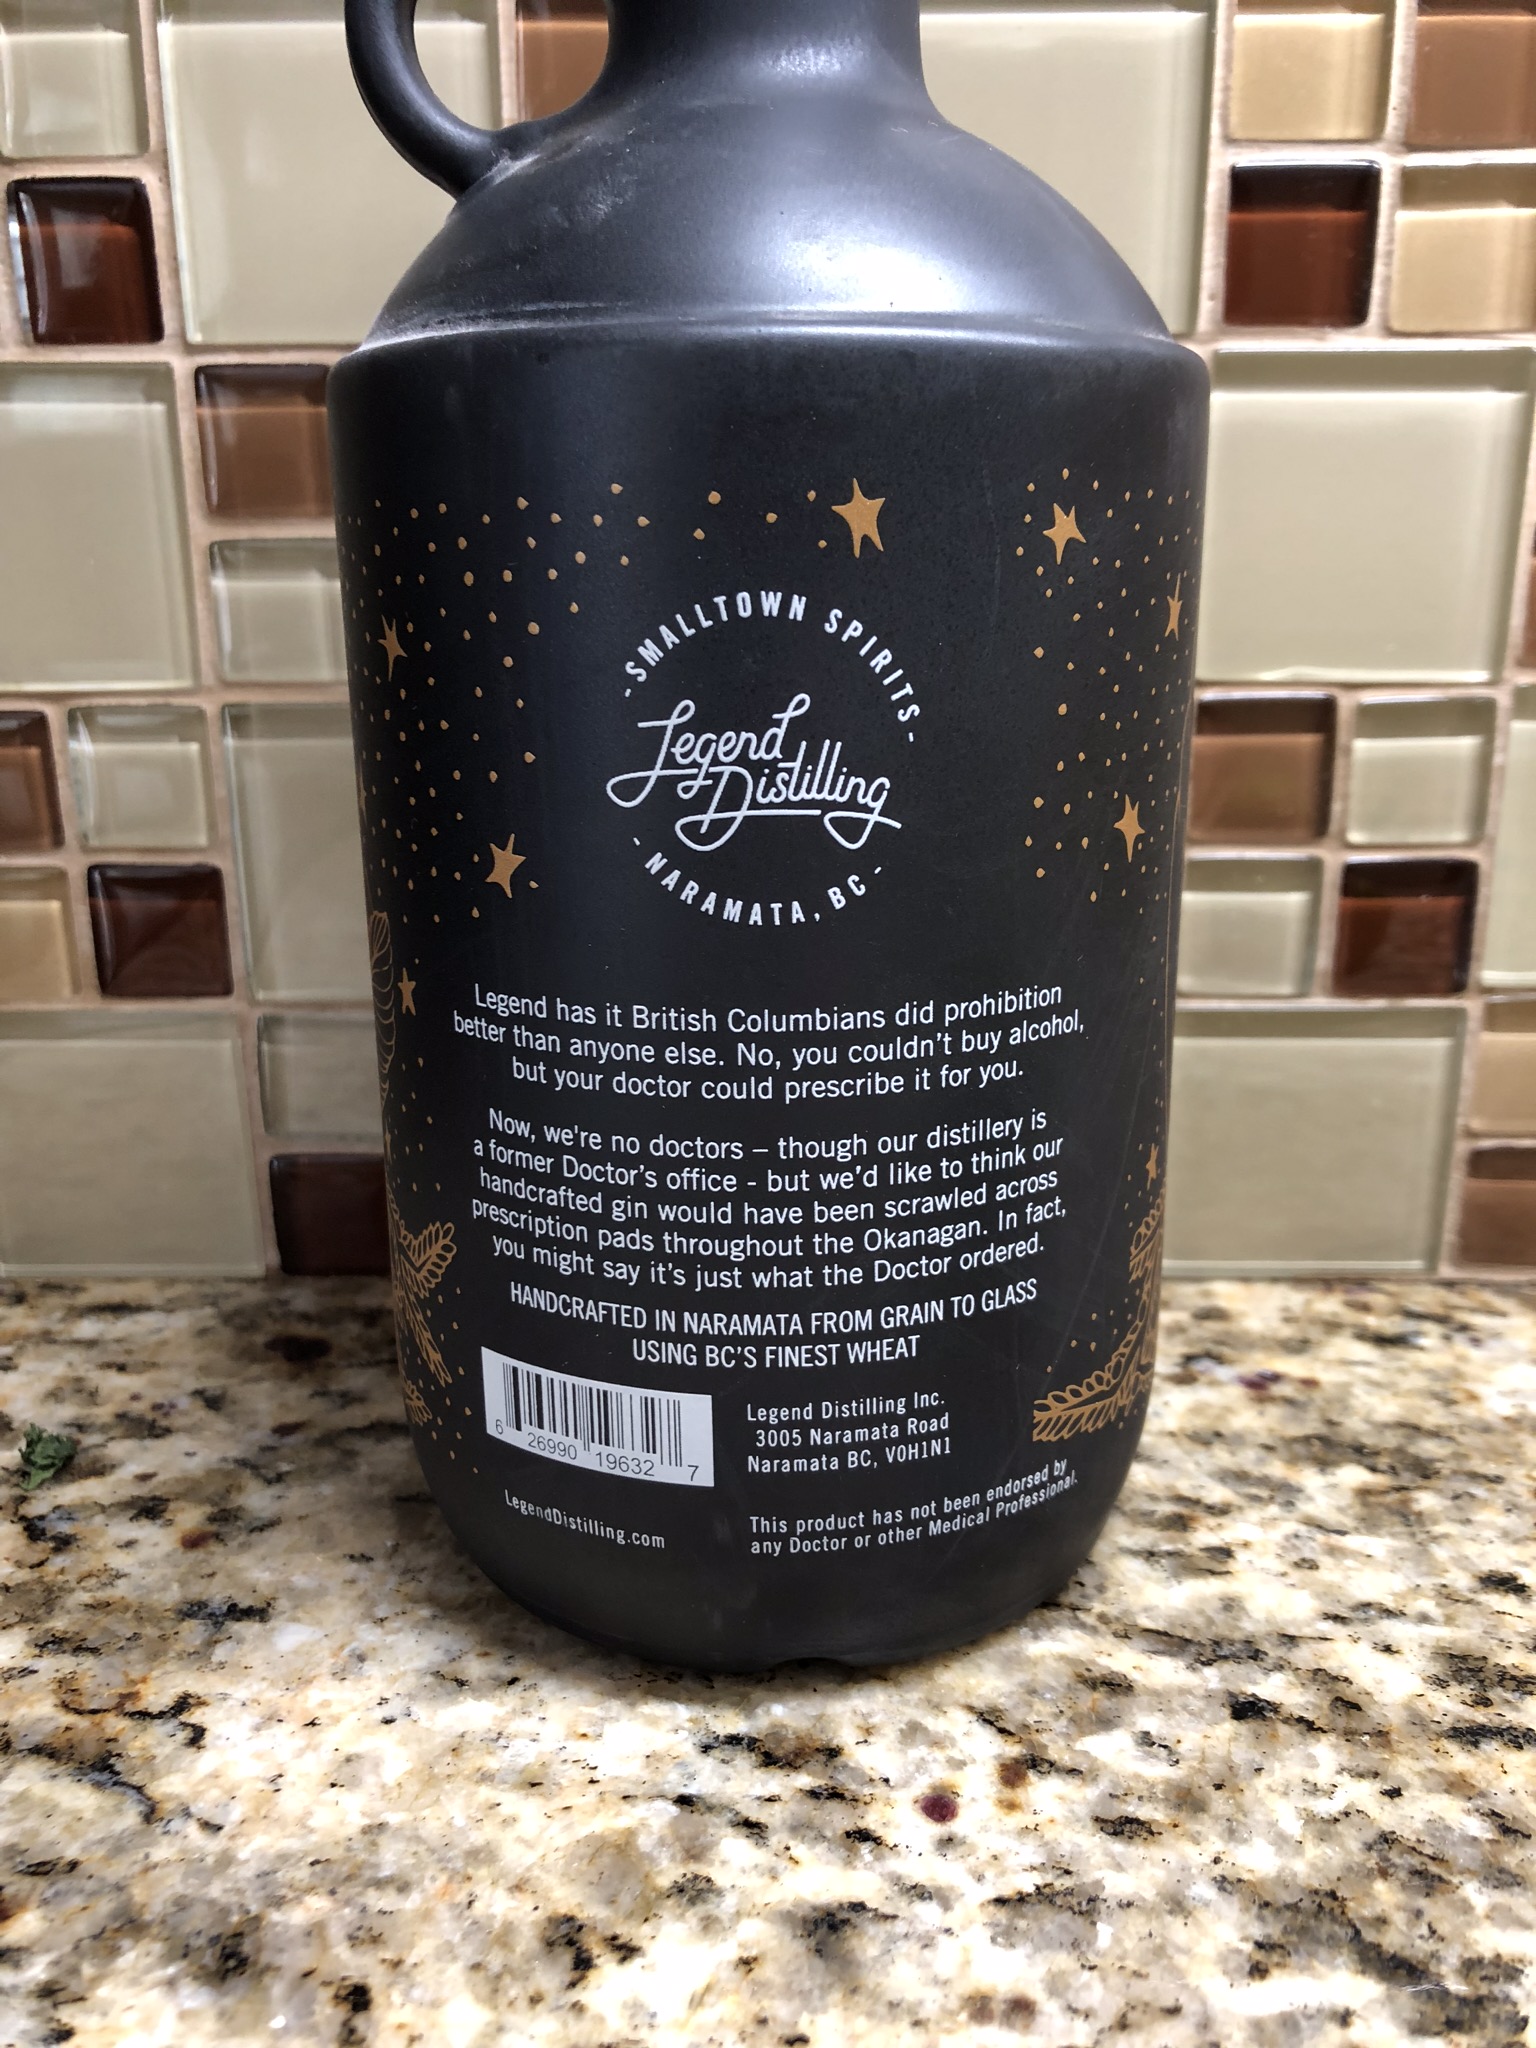 -SMALLTOWN SPIRITS-
Legend
Distilling
-NARAMATA, BC-
Legend has it British Columbians did prohibition
better than anyone else. No, you couldn't buy alcohol,
but your doctor could prescribe it for you.
Now, we're no doctors – though our distillery is
a former Doctor's office - but we'd like to think our
handcrafted gin would have been scrawled across
prescription pads throughout the Okanagan. In fact,
you might say it's just what the Doctor ordered.
HANDCRAFTED IN NARAMATA FROM GRAIN TO GLASS
USING BC'S FINEST WHEAT
6 26990 19632 7
LegendDistilling.com
Legend Distilling Inc.
3005 Naramata Road
Naramata BC, V0H1N1
This product has not been endorsed by
any Doctor or other Medical Professional.